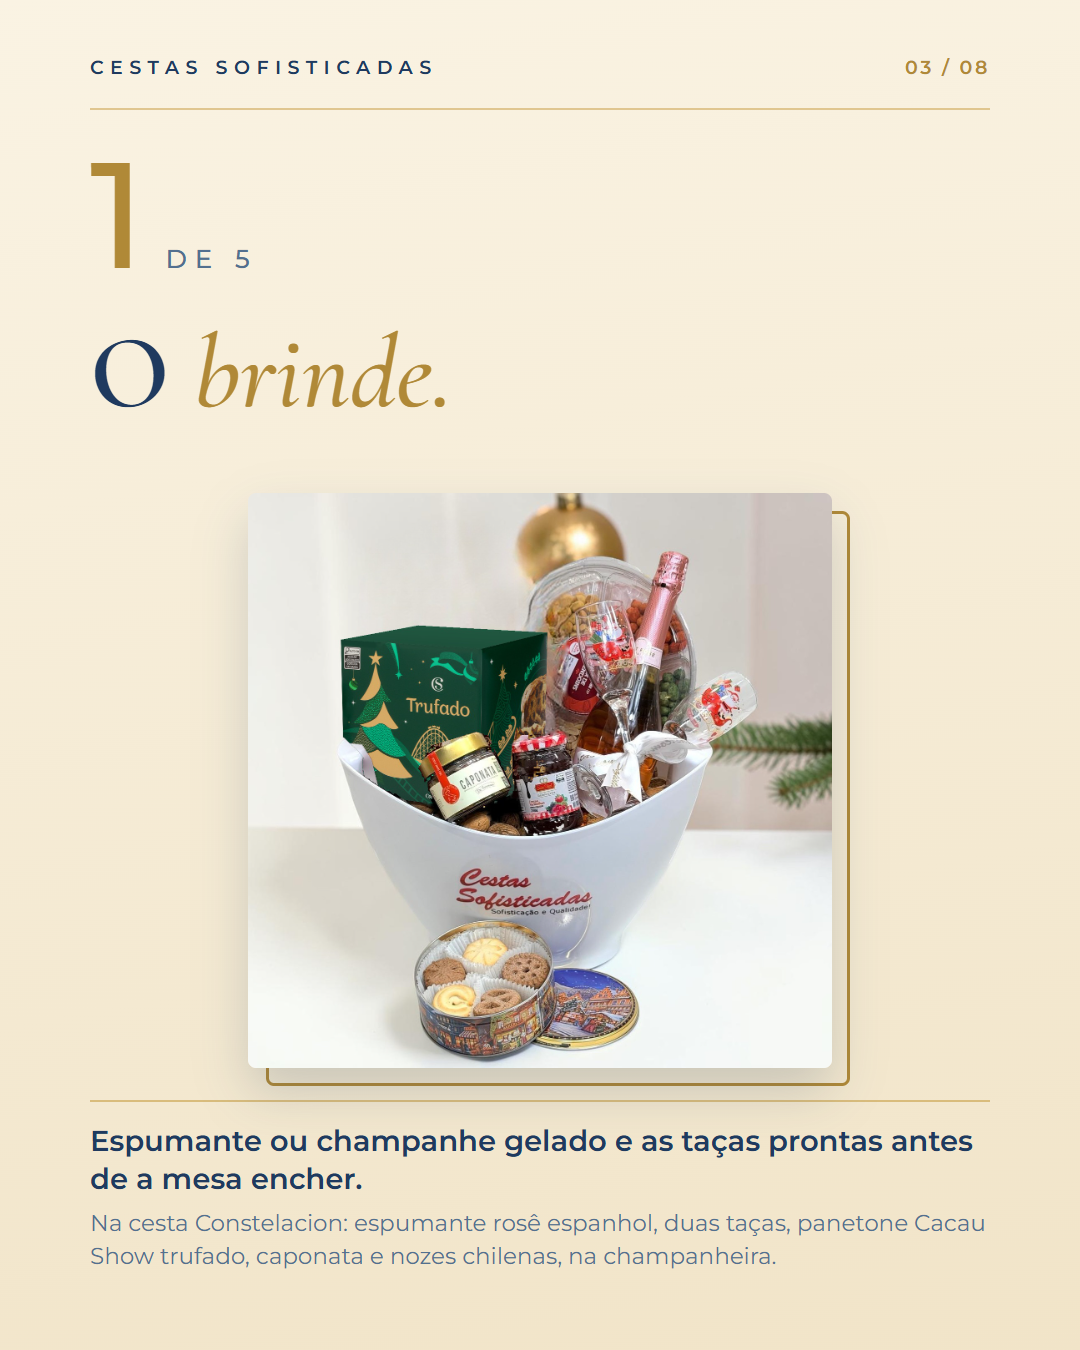 CESTAS SOFISTICADAS
03 / 08
1 DE 5
O brinde.
Trufado
CAPONATA
Cestas
Sofisticadas
Sofisticação e Qualidade!
Espumante ou champanhe gelado e as taças prontas antes
de a mesa encher.
Na cesta Constelacion: espumante rosê espanhol, duas taças, panetone Cacau
Show trufado, caponata e nozes chilenas, na champanheira.